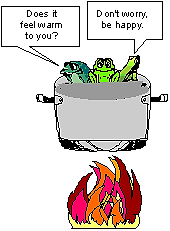 Does it
feel warm
to you?
Don't worry,
be happy.